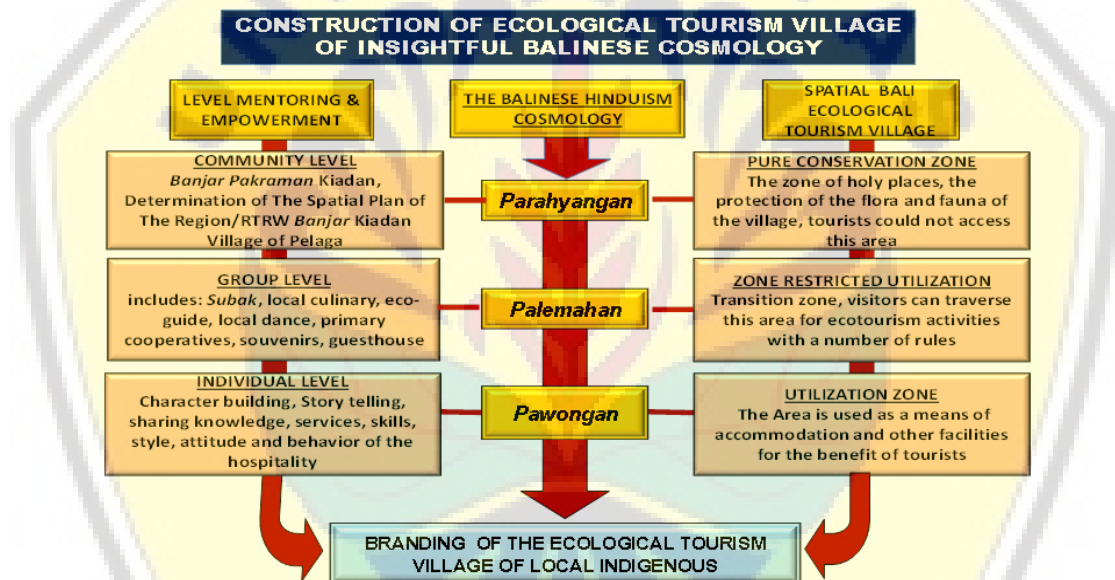 CONSTRUCTION OF ECOLOGICAL TOURISM VILLAGE
OF INSIGHTFUL BALINESE COSMOLOGY
LEVEL MENTORING &
EMPOWERMENT
THE BALINESE HINDUISM
COSMOLOGY
SPATIAL BALI
ECOLOGICAL
TOURISM VILLAGE
COMMUNITY LEVEL
Banjar Pakraman Kiadan,
Determination of The Spatial Plan of
The Region/RTRW Banjar Kiadan
Village of Pelaga
Parahyangan
PURE CONSERVATION ZONE
The zone of holy places, the
protection of the flora and fauna of
the village, tourists could not access
this area
GROUP LEVEL
includes: Subak, local culinary, eco-
guide, local dance, primary
cooperatives, souvenirs, guesthouse
Palemahan
ZONE RESTRICTED UTILIZATION
Transition zone, visitors can traverse
this area for ecotourism activities
with a number of rules
INDIVIDUAL LEVEL
Character building, Story telling,
sharing knowledge, services, skills,
style, attitude and behavior of the
hospitality
Pawongan
UTILIZATION ZONE
The Area is used as a means of
accommodation and other facilities
for the benefit of tourists
BRANDING OF THE ECOLOGICAL TOURISM
VILLAGE OF LOCAL INDIGENOUS